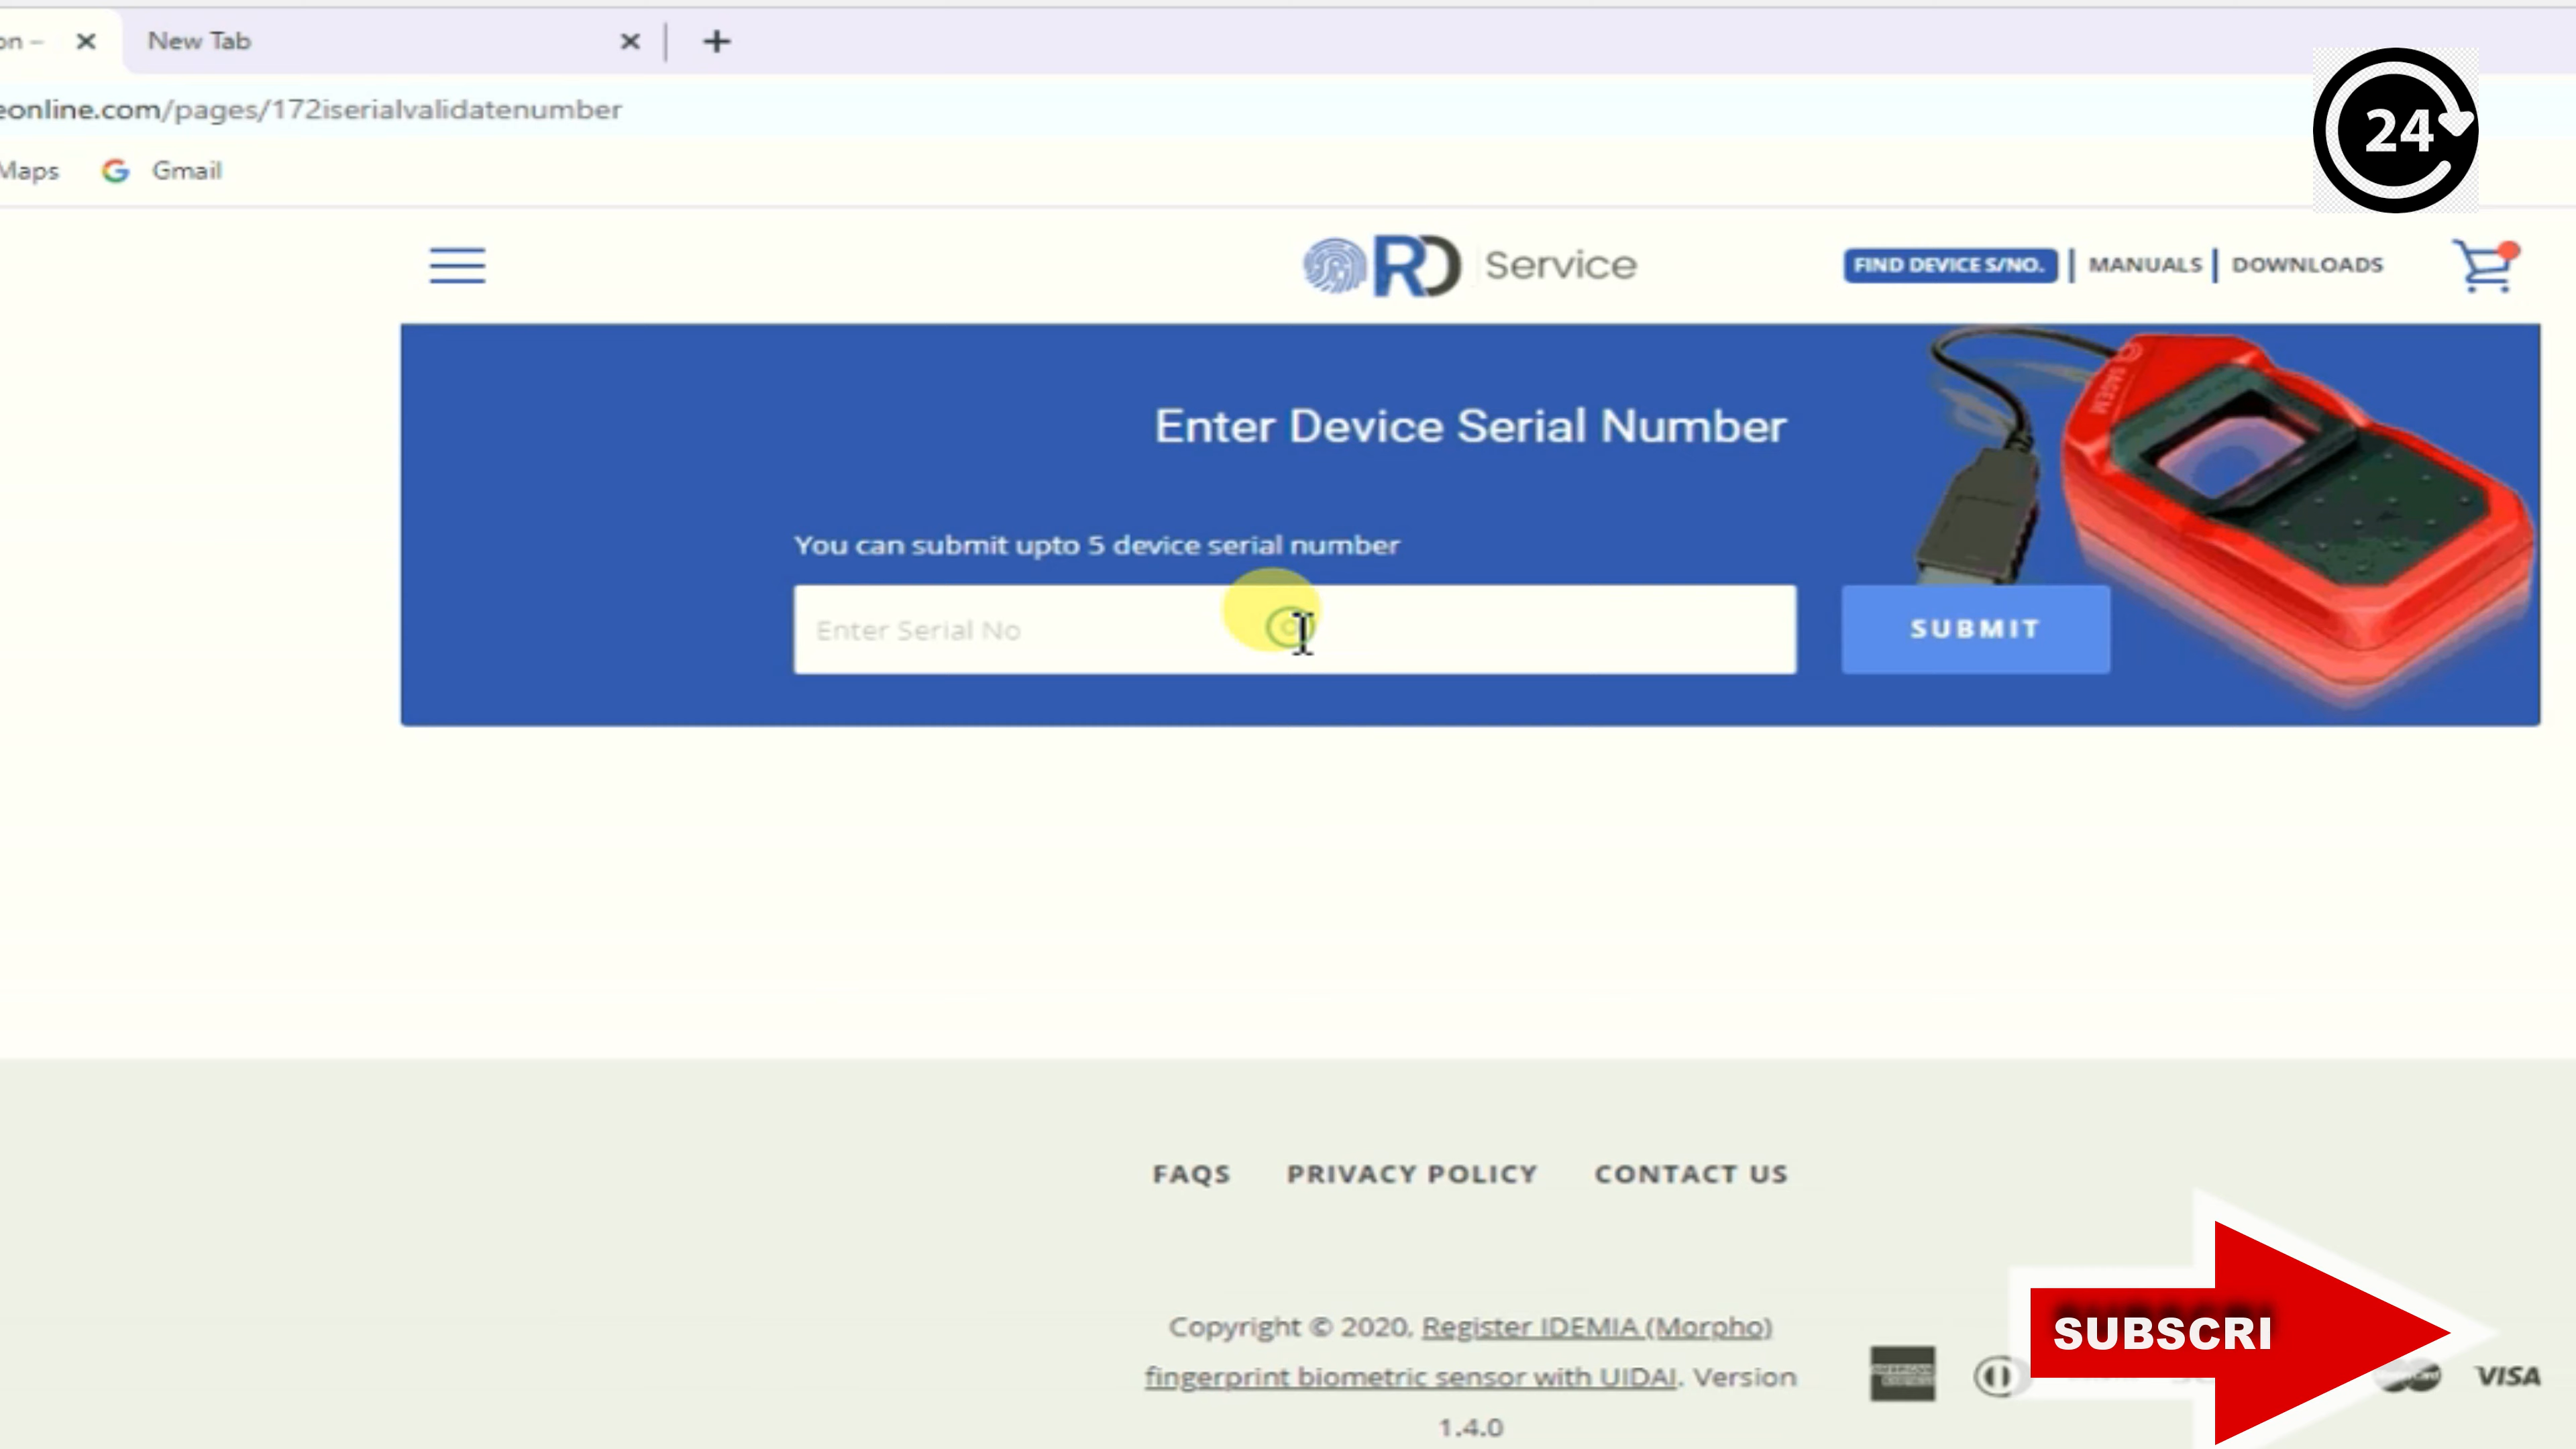 on –
New Tab
eonline.com/pages/172iserialvalidatenumber
Maps
Gmail
24
RD Service
FIND DEVICE S/NO.
MANUALS
DOWNLOADS
SAGEM
Enter Device Serial Number
You can submit upto 5 device serial number
Enter Serial No
SUBMIT
FAQS
PRIVACY POLICY
CONTACT US
Copyright © 2020, Register IDEMIA (Morpho)
fingerprint biometric sensor with UIDAI. Version
1.4.0
SUBSCRI
VISA